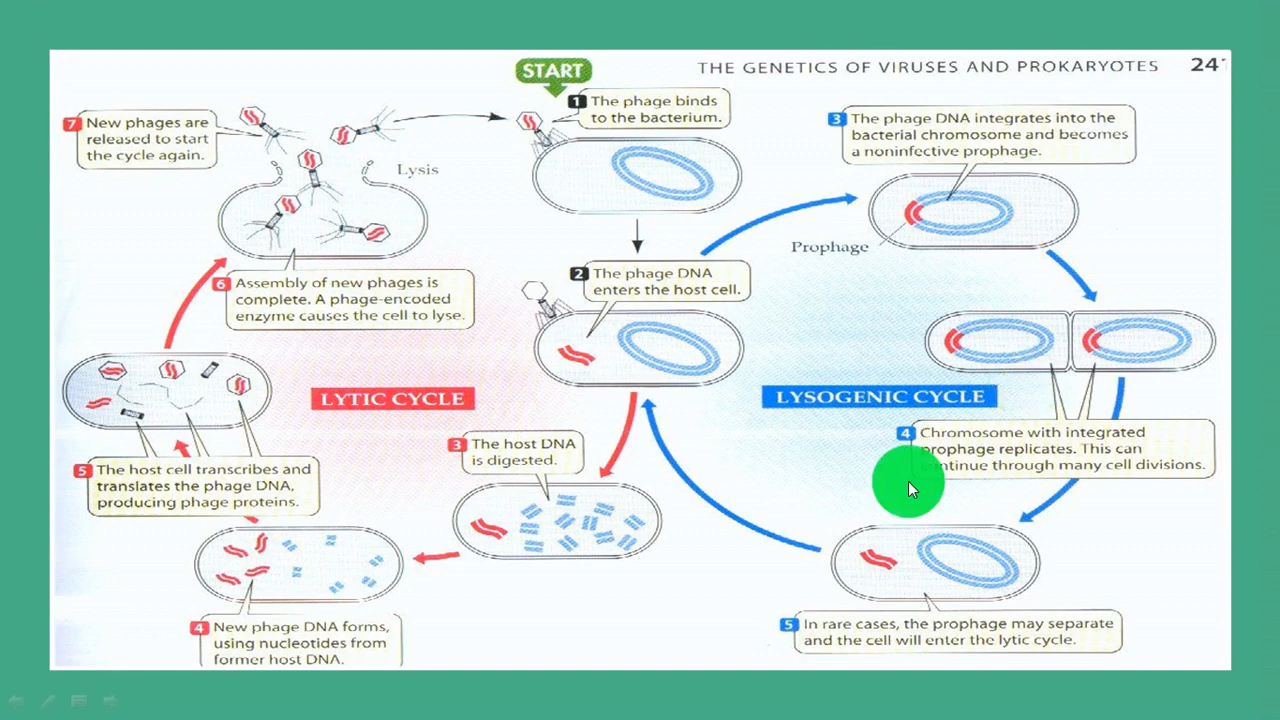 START
THE GENETICS OF VIRUSES AND PROKARYOTES 241
1 The phage binds
to the bacterium.
2 The phage DNA
enters the host cell.
LYTIC CYCLE
3 The host DNA
is digested.
4 New phage DNA forms,
using nucleotides from
former host DNA.
5 The host cell transcribes and
translates the phage DNA,
producing phage proteins.
6 Assembly of new phages is
complete. A phage-encoded
enzyme causes the cell to lyse.
7 New phages are
released to start
the cycle again.
Lysis
LYSOGENIC CYCLE
3 The phage DNA integrates into the
bacterial chromosome and becomes
a noninfective prophage.
Prophage
4 Chromosome with integrated
prophage replicates. This can
continue through many cell divisions.
5 In rare cases, the prophage may separate
and the cell will enter the lytic cycle.